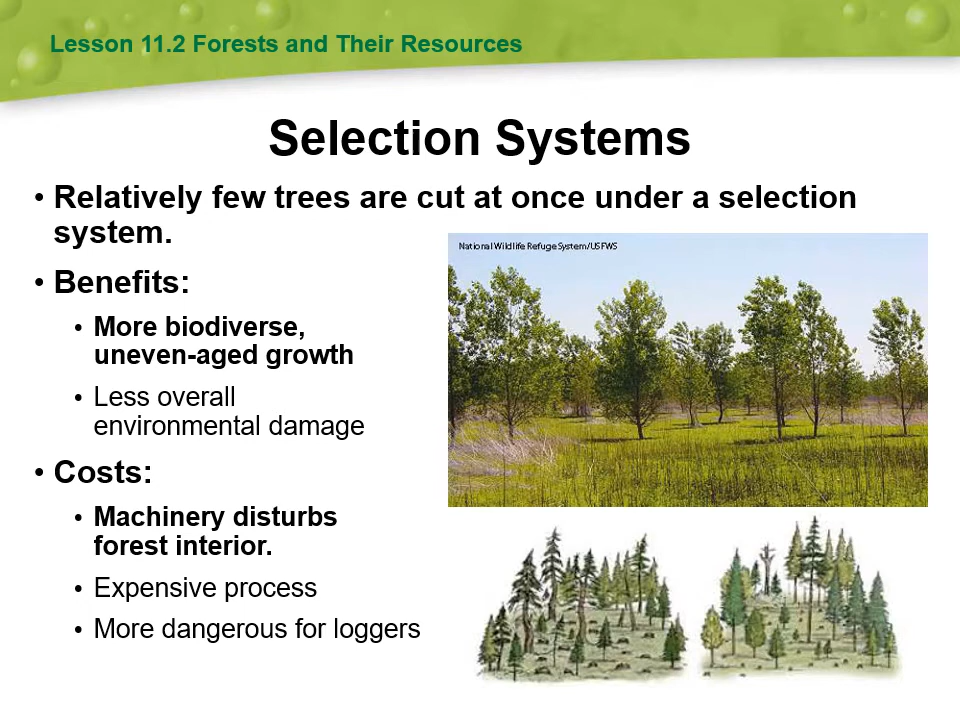 Lesson 11.2 Forests and Their Resources
Selection Systems
• Relatively few trees are cut at once under a selection
system.
National Wildlife Refuge System/USFWS
• Benefits:
• More biodiverse,
uneven-aged growth
• Less overall
environmental damage
• Costs:
• Machinery disturbs
forest interior.
• Expensive process
• More dangerous for loggers